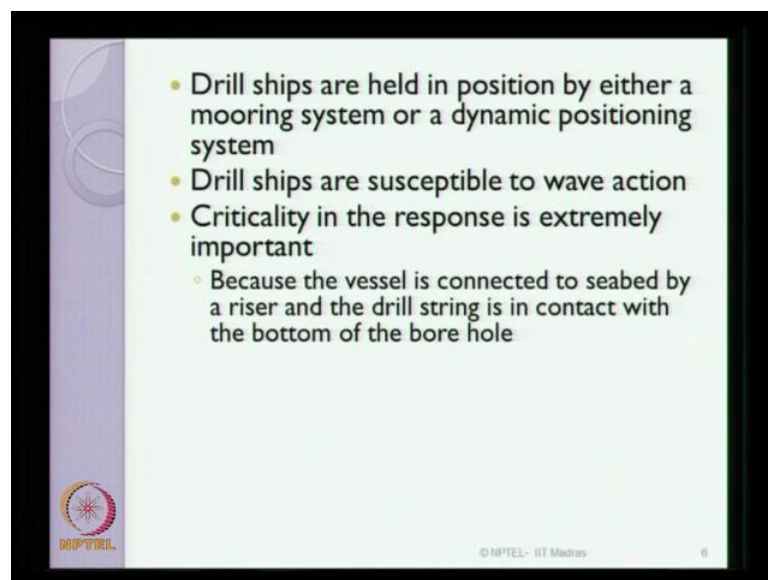 Drill ships are held in position by either a
mooring system or a dynamic positioning
system
Drill ships are susceptible to wave action
Criticality in the response is extremely
important
Because the vessel is connected to seabed by
a riser and the drill string is in contact with
the bottom of the bore hole
NPTEL
© NPTEL- IIT Madras
6